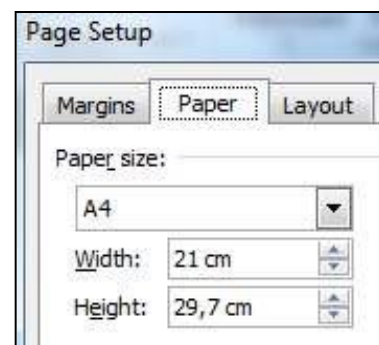 Page Setup
Margins Paper Layout
Paper size:
A4
Width: 21 cm
Height: 29,7 cm